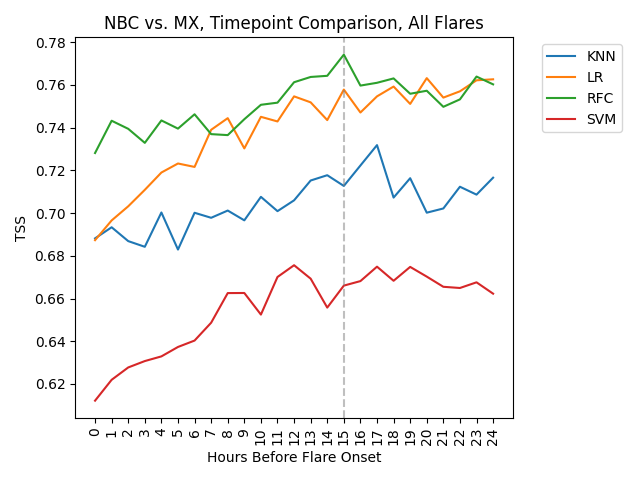 NBC vs. MX, Timepoint Comparison, All Flares
0.78
0.76
0.74
0.72
0.70
0.68
0.66
0.64
0.62
TSS
0 1 2 3 4 5 6 7 8 9 10 11 12 13 14 15 16 17 18 19 20 21 22 23 24
Hours Before Flare Onset
KNN
LR
RFC
SVM